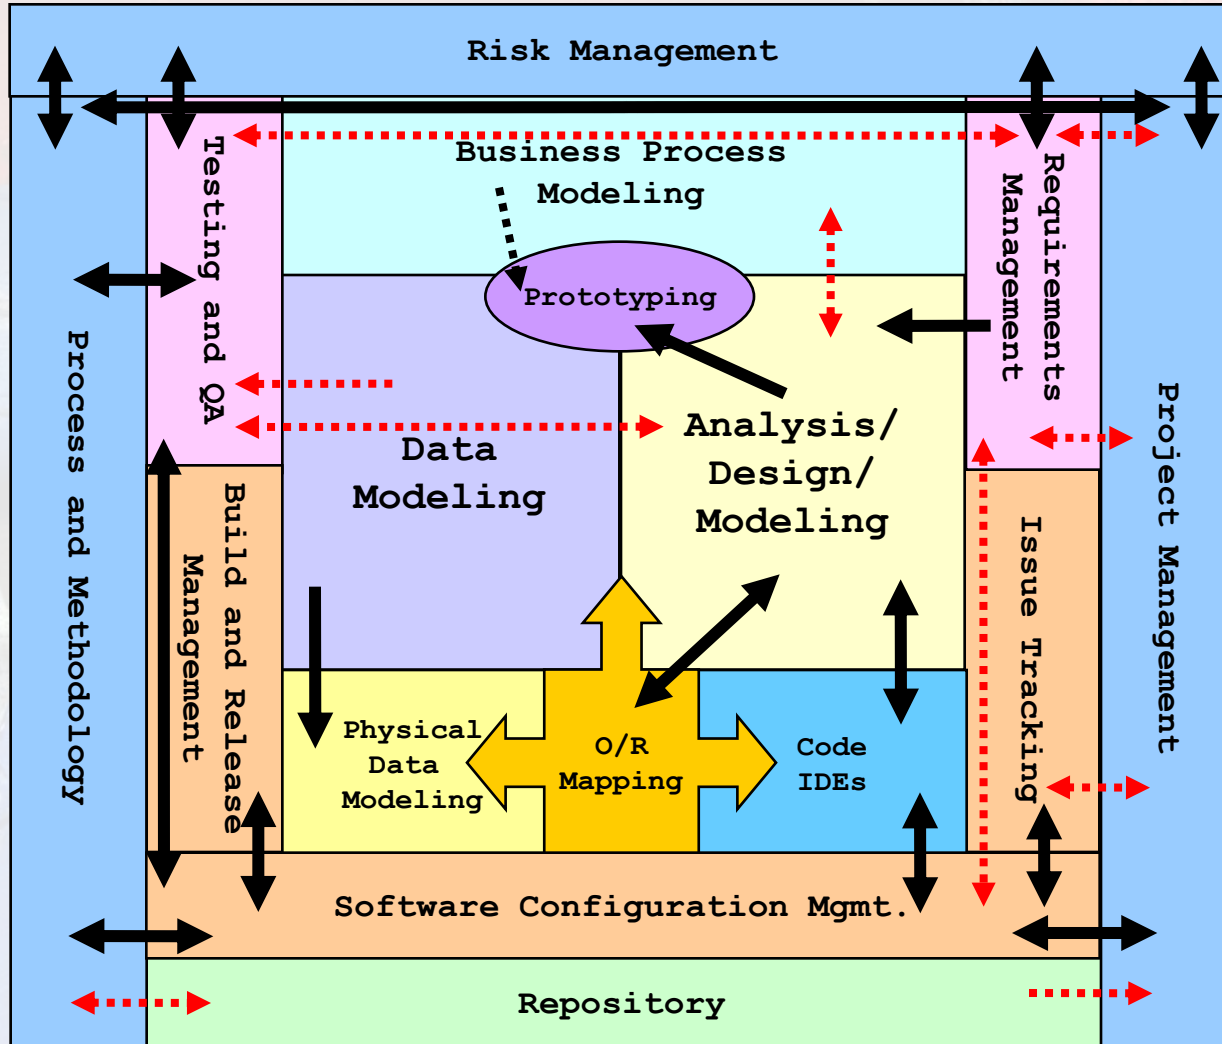 Risk Management
Business Process
Modeling
Testing and QA
Requirements
Management
Prototyping
Process and Methodology
Project Management
Data
Modeling
Analysis/
Design/
Modeling
Build and Release
Management
Issue Tracking
Physical
Data
Modeling
O/R
Mapping
Code
IDEs
Software Configuration Mgmt.
Repository